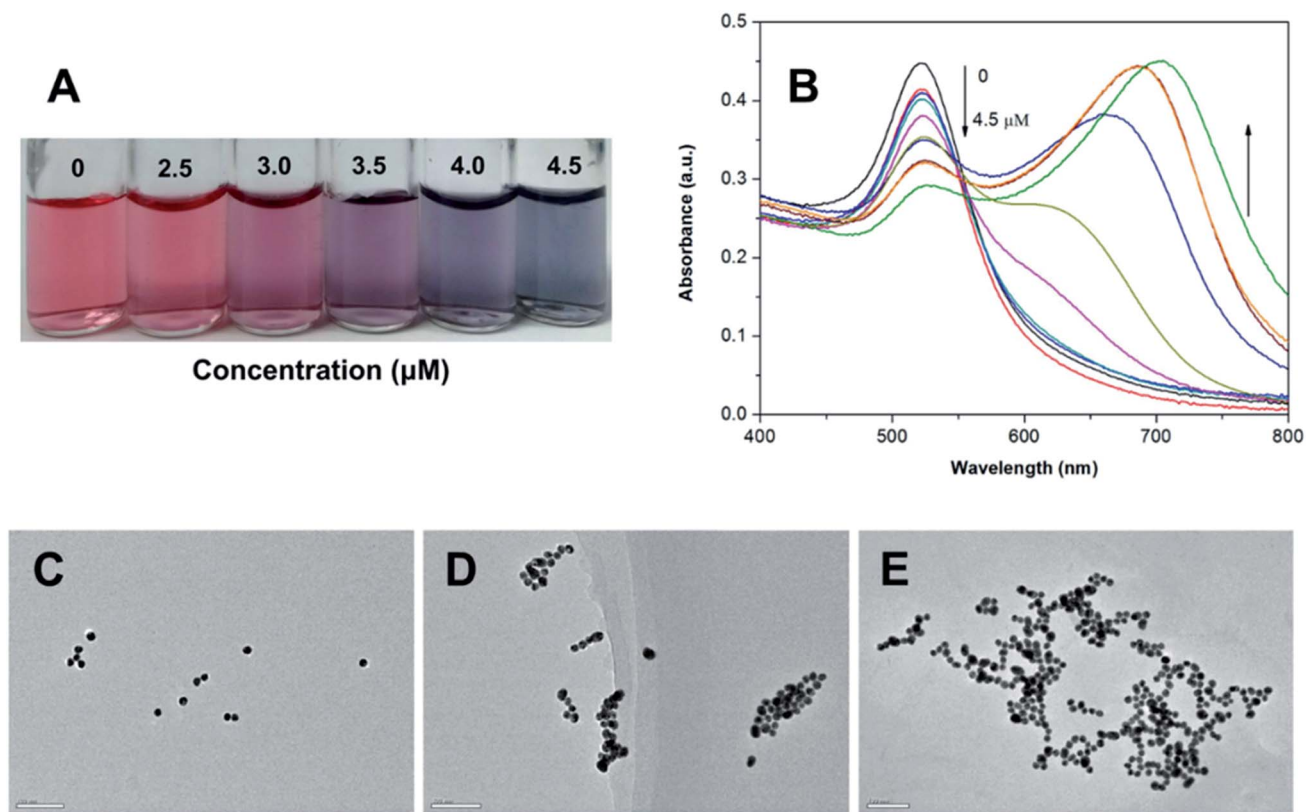 A
0 2.5 3.0 3.5 4.0 4.5
Concentration (µM)
B
0
4.5 µM
0.5
0.4
0.3
0.2
0.1
0.0
Absorbance (a.u.)
400 500 600 700 800
Wavelength (nm)
C
D
E